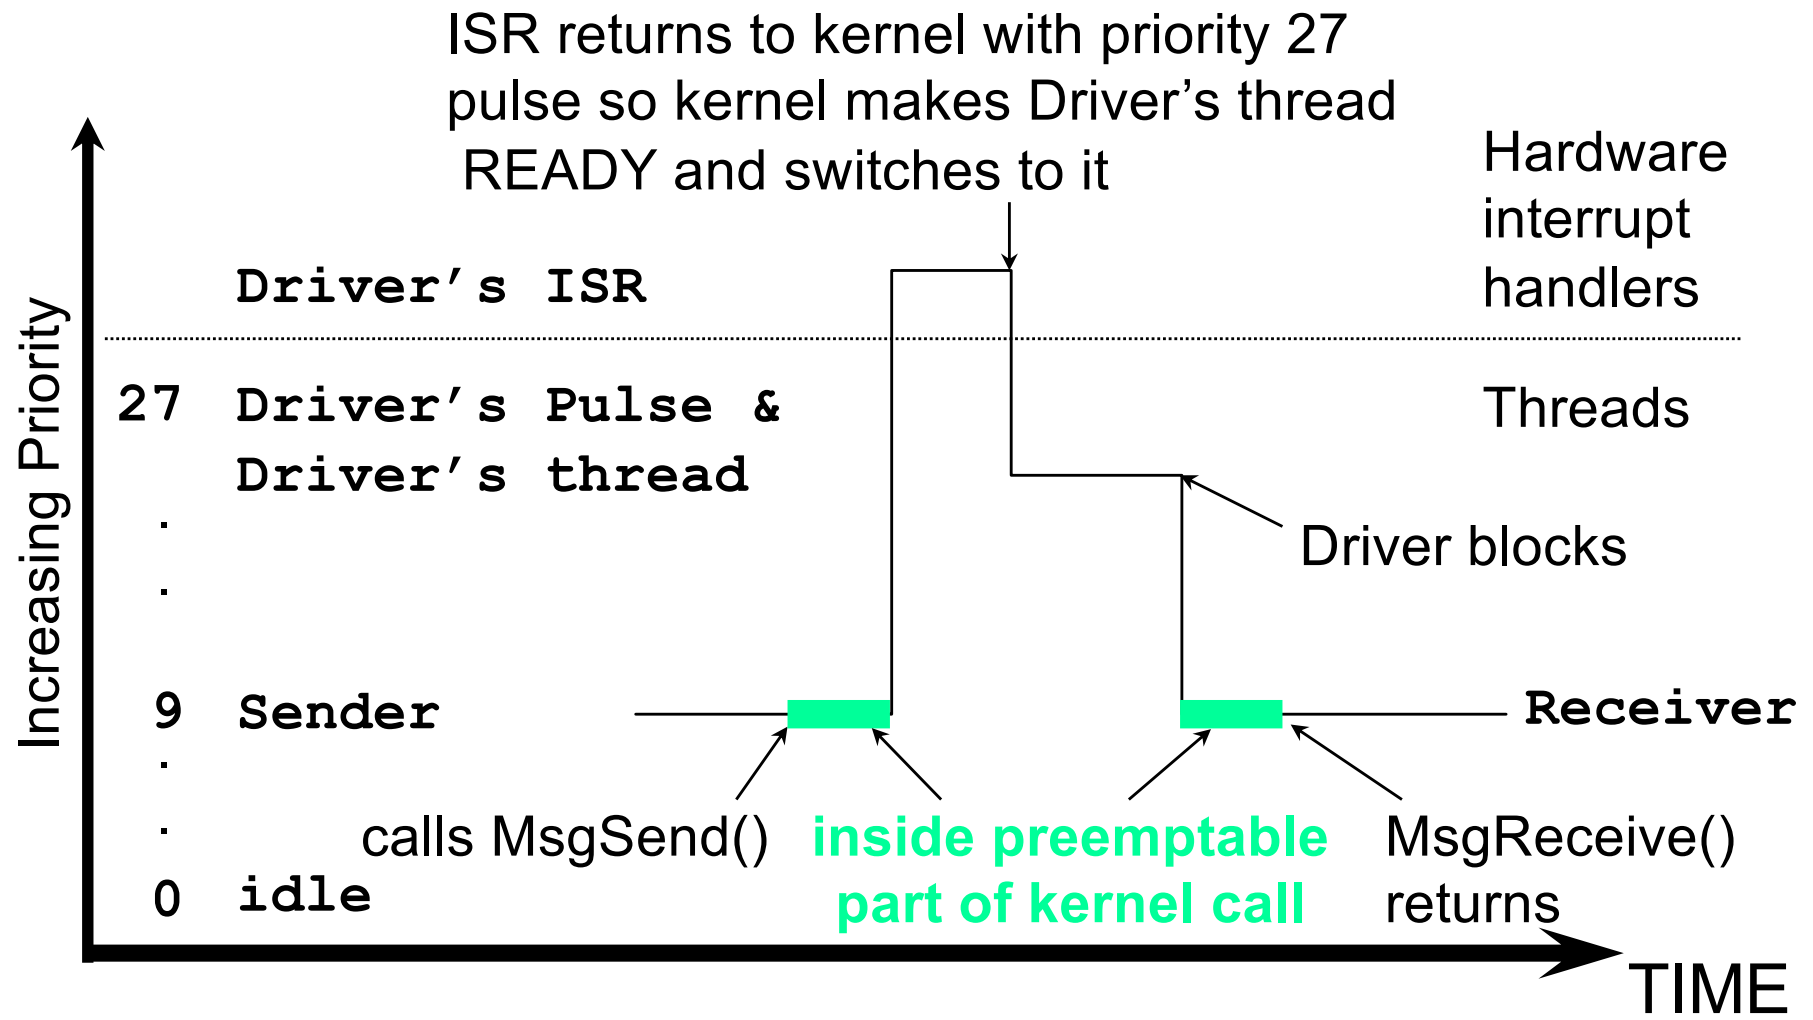 ISR returns to kernel with priority 27
pulse so kernel makes Driver’s thread
READY and switches to it
Hardware
interrupt
handlers
Increasing Priority
Driver’s ISR
27 Driver’s Pulse &
Driver’s thread
Threads
.
.
Driver blocks
9 Sender
Receiver
.
.
calls MsgSend()
inside preemptable
part of kernel call
MsgReceive()
returns
0 idle
TIME